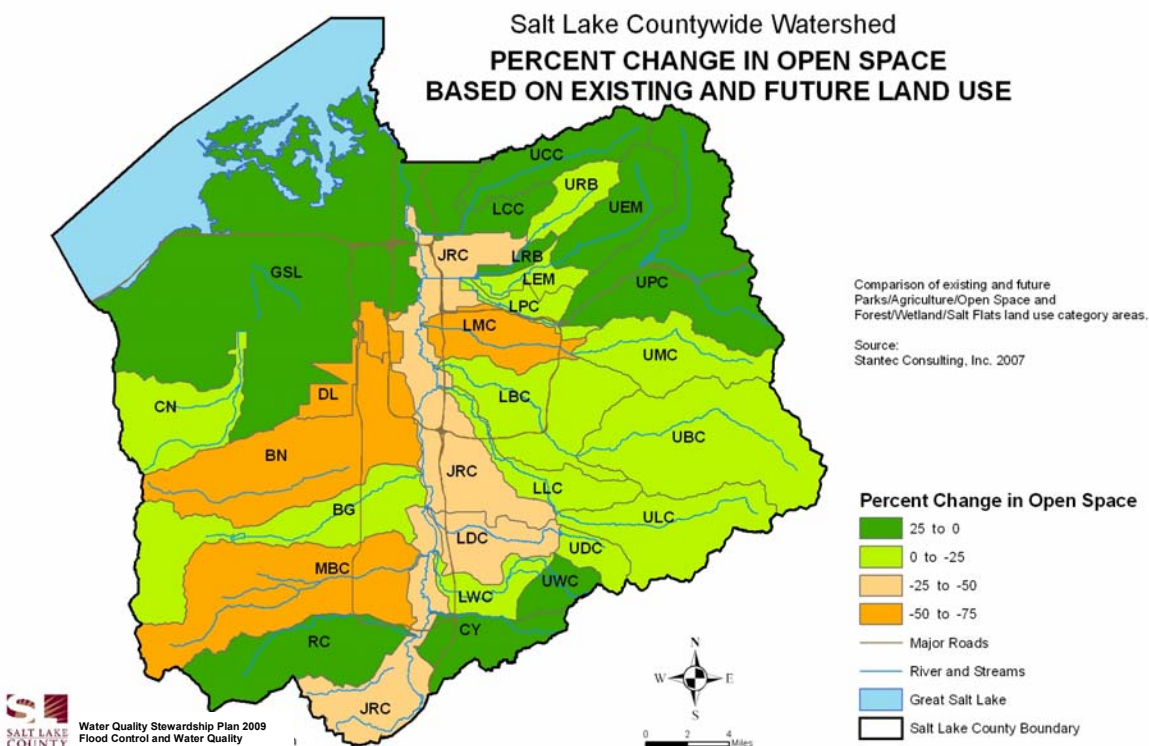 Salt Lake Countywide Watershed
PERCENT CHANGE IN OPEN SPACE
BASED ON EXISTING AND FUTURE LAND USE
UCC
URB
LCC
UEM
JRC
LRB
GSL
LEM
UPC
LPC
LMC
UMC
DL
LBC
CN
UBC
BN
JRC
LLC
BG
ULC
LDC
UDC
MBC
UWC
LWC
RC
CY
JRC
Comparison of existing and future
Parks/Agriculture/Open Space and
Forest/Wetland/Salt Flats land use category areas.
Source:
Stantec Consulting, Inc. 2007
Percent Change in Open Space
25 to 0
0 to -25
-25 to -50
-50 to -75
Major Roads
River and Streams
Great Salt Lake
Salt Lake County Boundary
N
W E
S
0 2 4
Miles
SL
SALT LAKE
COUNTY
Water Quality Stewardship Plan 2009
Flood Control and Water Quality